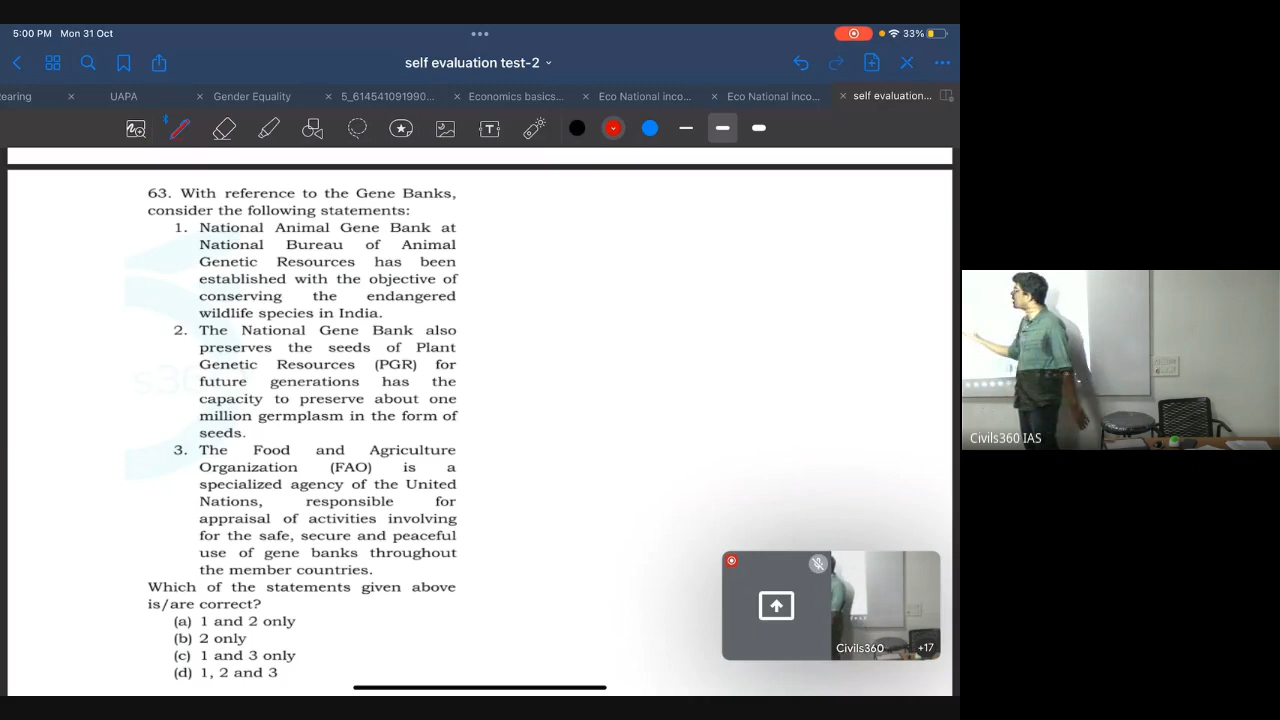 5:00 PM Mon 31 Oct
33%
self evaluation test-2
earing
UAPA
Gender Equality
5_614541091990...
Economics basics...
Eco National inco...
Eco National inco...
self evaluation...
63. With reference to the Gene Banks,
consider the following statements:
1. National Animal Gene Bank at
National Bureau of Animal
Genetic Resources has been
established with the objective of
conserving the endangered
wildlife species in India.
2. The National Gene Bank also
preserves the seeds of Plant
Genetic Resources (PGR) for
future generations has the
capacity to preserve about one
million germplasm in the form of
seeds.
3. The Food and Agriculture
Organization (FAO) is a
specialized agency of the United
Nations, responsible for
appraisal of activities involving
for the safe, secure and peaceful
use of gene banks throughout
the member countries.
Which of the statements given above
is/are correct?
(a) 1 and 2 only
(b) 2 only
(c) 1 and 3 only
(d) 1, 2 and 3
Civils360
+17
Civils360 IAS